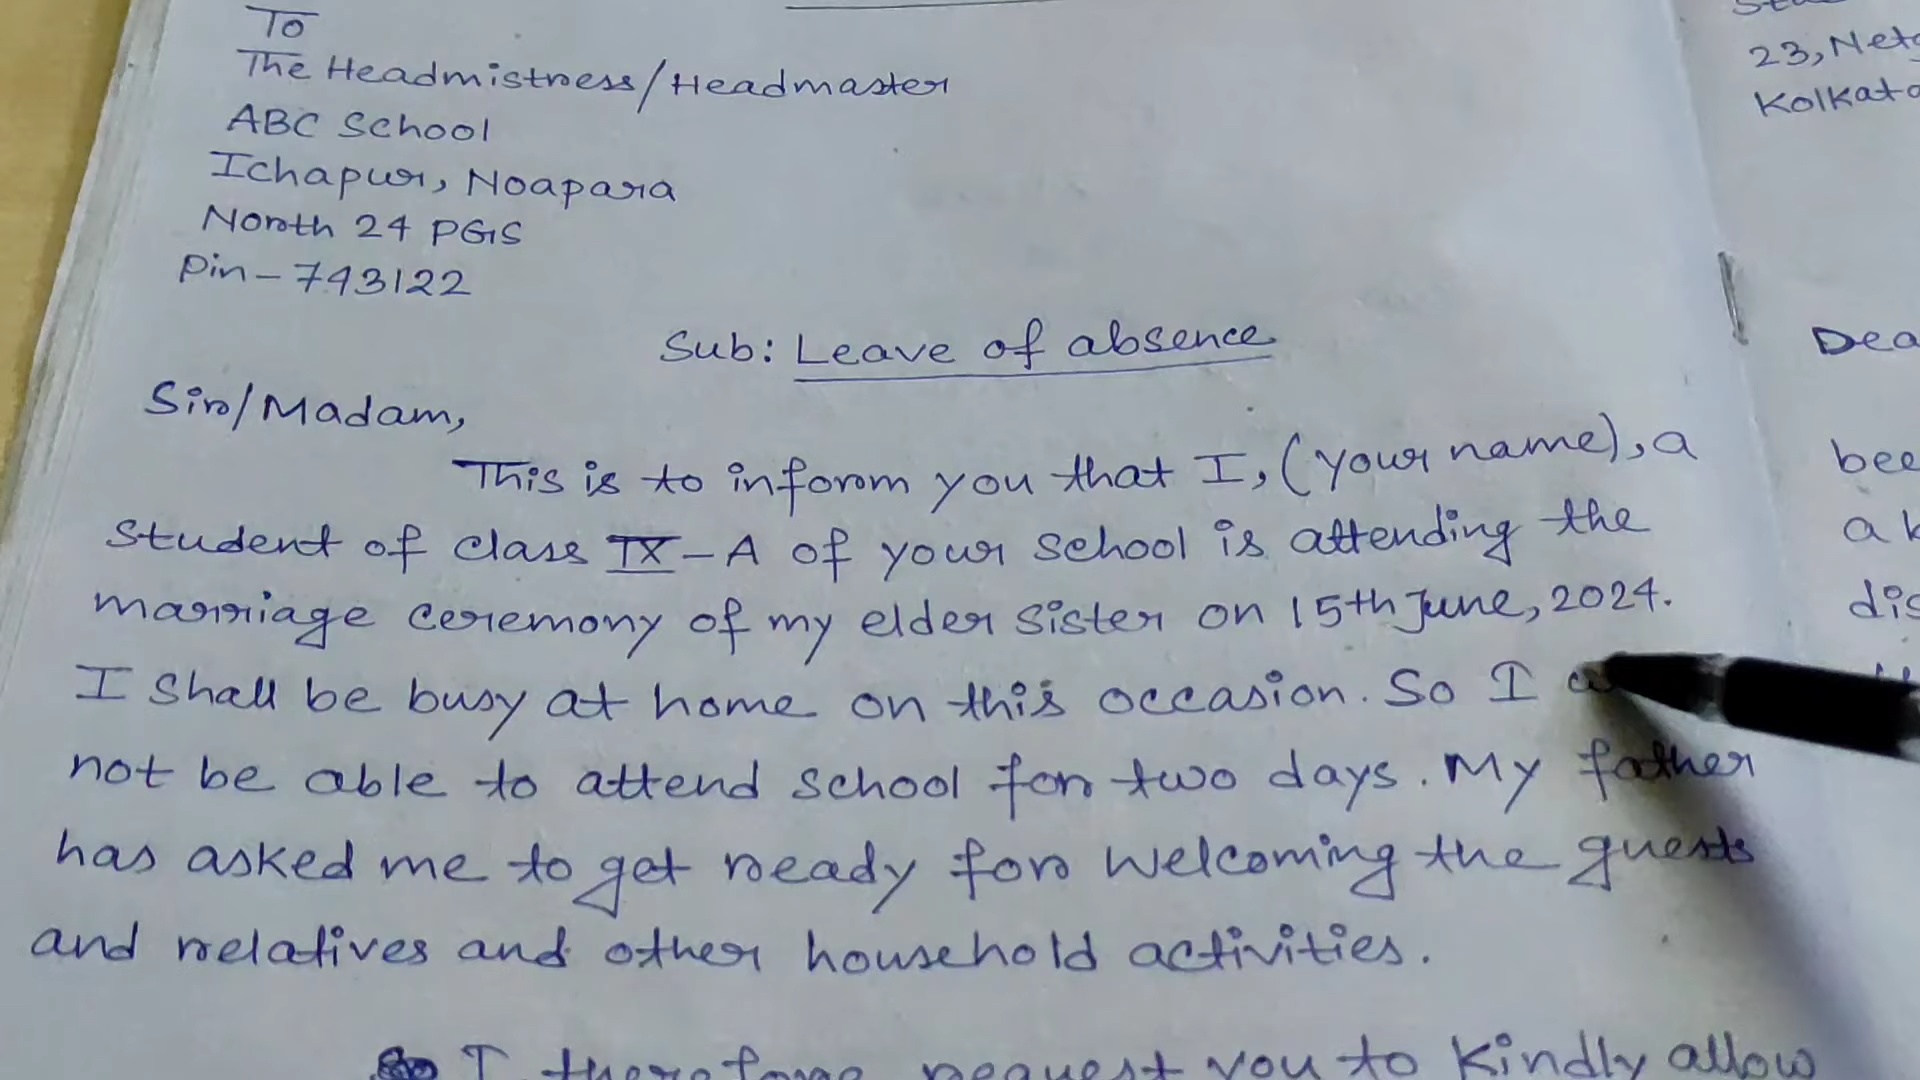 To
The Headmistress/Headmaster
ABC School
Ichapur, Noapara
North 24 PGS
Pin - 743122
Sub: Leave of absence
Sir/Madam,
This is to inform you that I, (your name), a
student of class IX - A of your school is attending the
marriage ceremony of my elder sister on 15th June, 2024.
I shall be busy at home on this occasion. So I
not be able to attend school for two days. My father
has asked me to get ready for welcoming the guests
and relatives and other household activities.
I therefore request you to kindly allow
23,
Kolkata
Dea
bee
a
dis